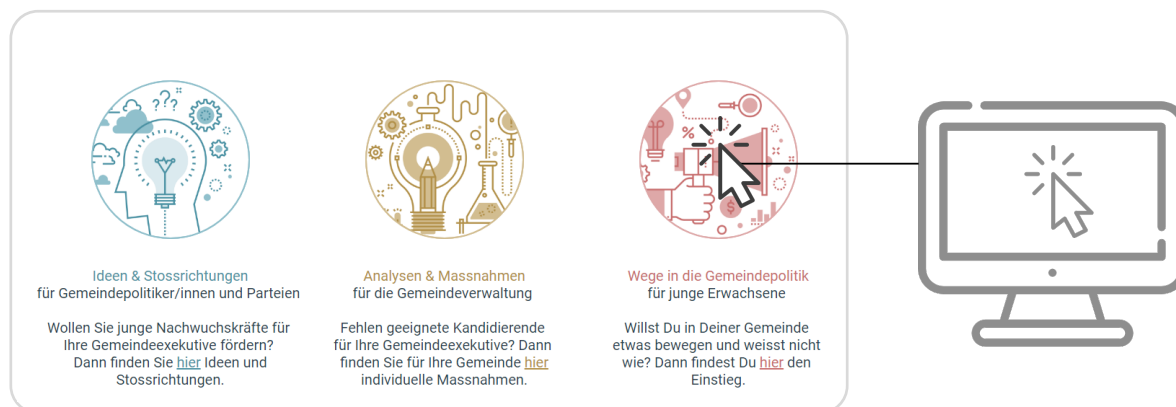 Ideen & Stossrichtungen
für Gemeindepolitiker/innen und Parteien
Wollen Sie junge Nachwuchskräfte für
Ihre Gemeindeexekutive fördern?
Dann finden Sie hier Ideen und
Stossrichtungen.
Analysen & Massnahmen
für die Gemeindeverwaltung
Fehlen geeignete Kandidierende
für Ihre Gemeindeexekutive? Dann
finden Sie für Ihre Gemeinde hier
individuelle Massnahmen.
Wege in die Gemeindepolitik
für junge Erwachsene
Willst Du in Deiner Gemeinde
etwas bewegen und weisst nicht
wie? Dann findest Du hier den
Einstieg.